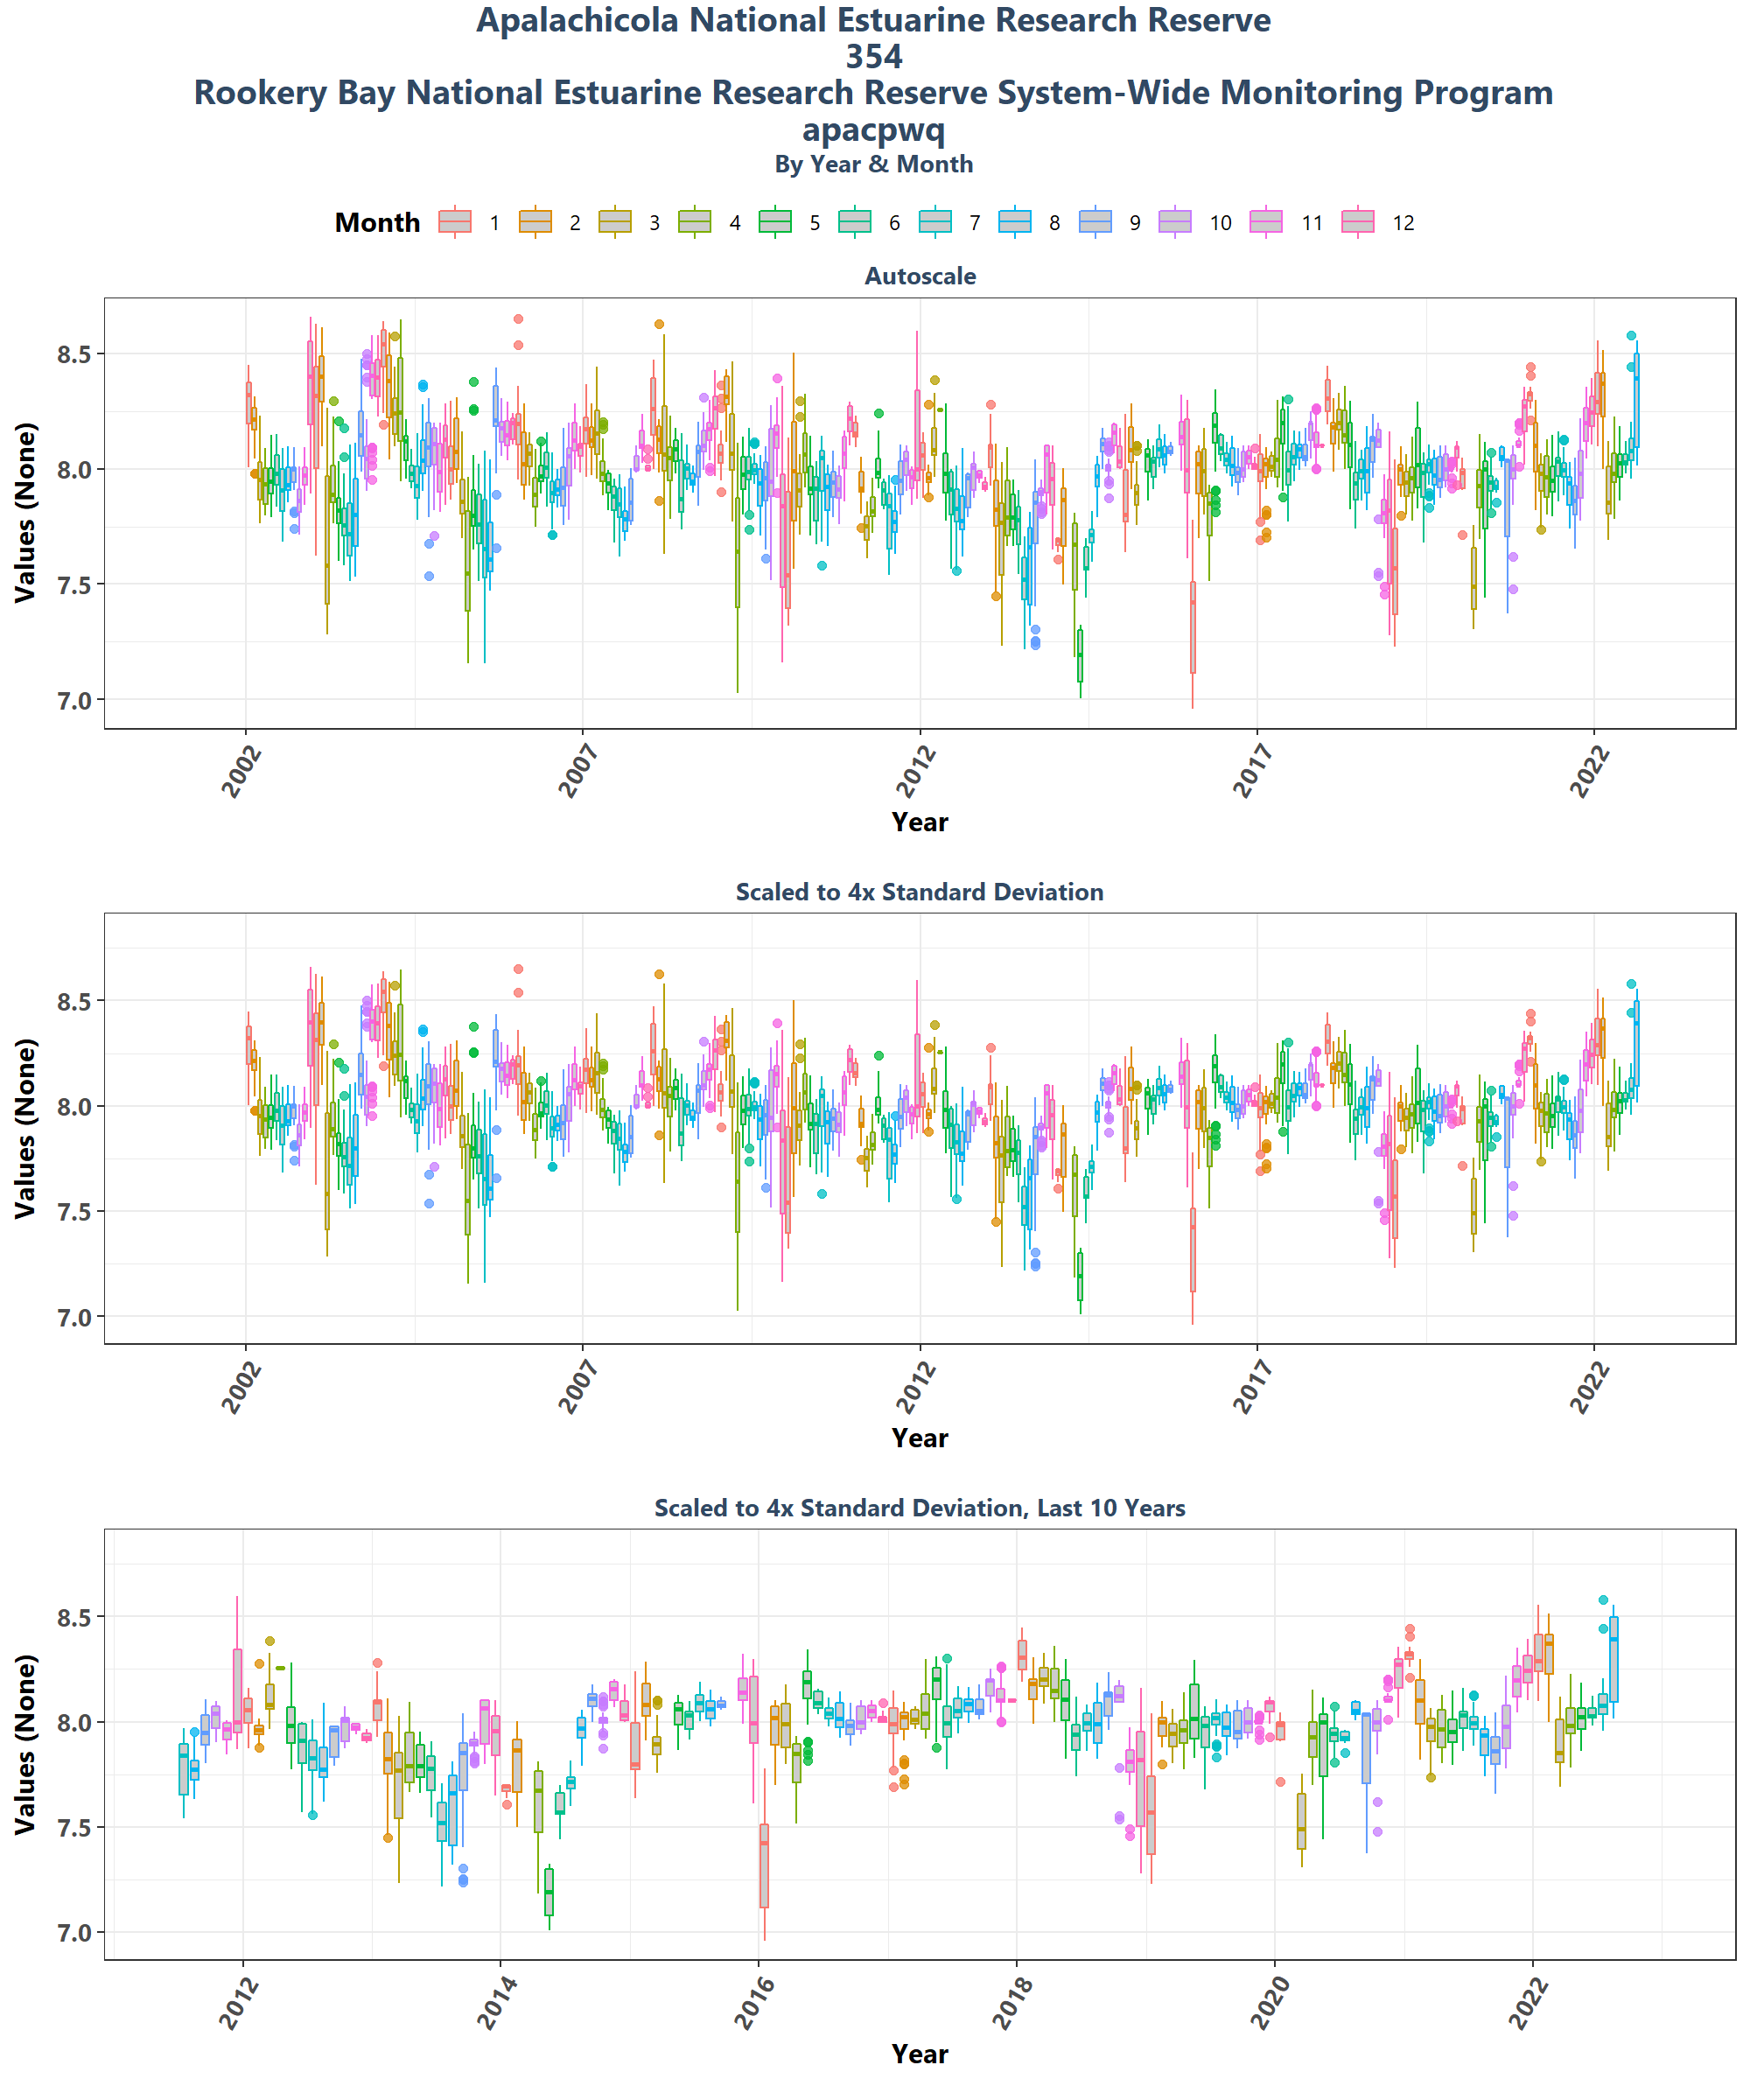 Apalachicola National Estuarine Research Reserve
354
Rookery Bay National Estuarine Research Reserve System-Wide Monitoring Program
apacpwq
By Year & Month
Month 1 2 3 4 5 6 7 8 9 10 11 12
Autoscale
Values (None)
8.5
8.0
7.5
7.0
2002 2007 2012 2017 2022
Year
Scaled to 4x Standard Deviation
Values (None)
8.5
8.0
7.5
7.0
2002 2007 2012 2017 2022
Year
Scaled to 4x Standard Deviation, Last 10 Years
Values (None)
8.5
8.0
7.5
7.0
2012 2014 2016 2018 2020 2022
Year